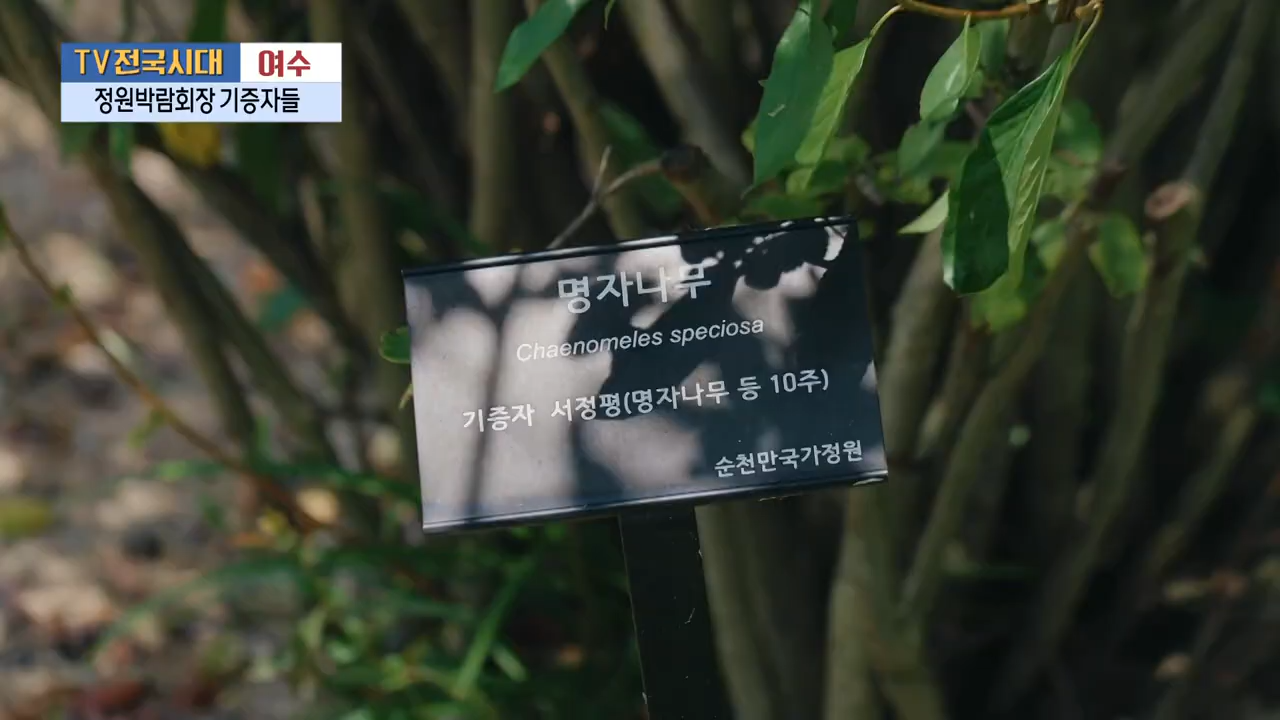 TV전국시대 여수
정원박람회장 기증자들
명자나무
Chaenomeles speciosa
기증자 서정평(명자나무 등 10주)
순천만국가정원